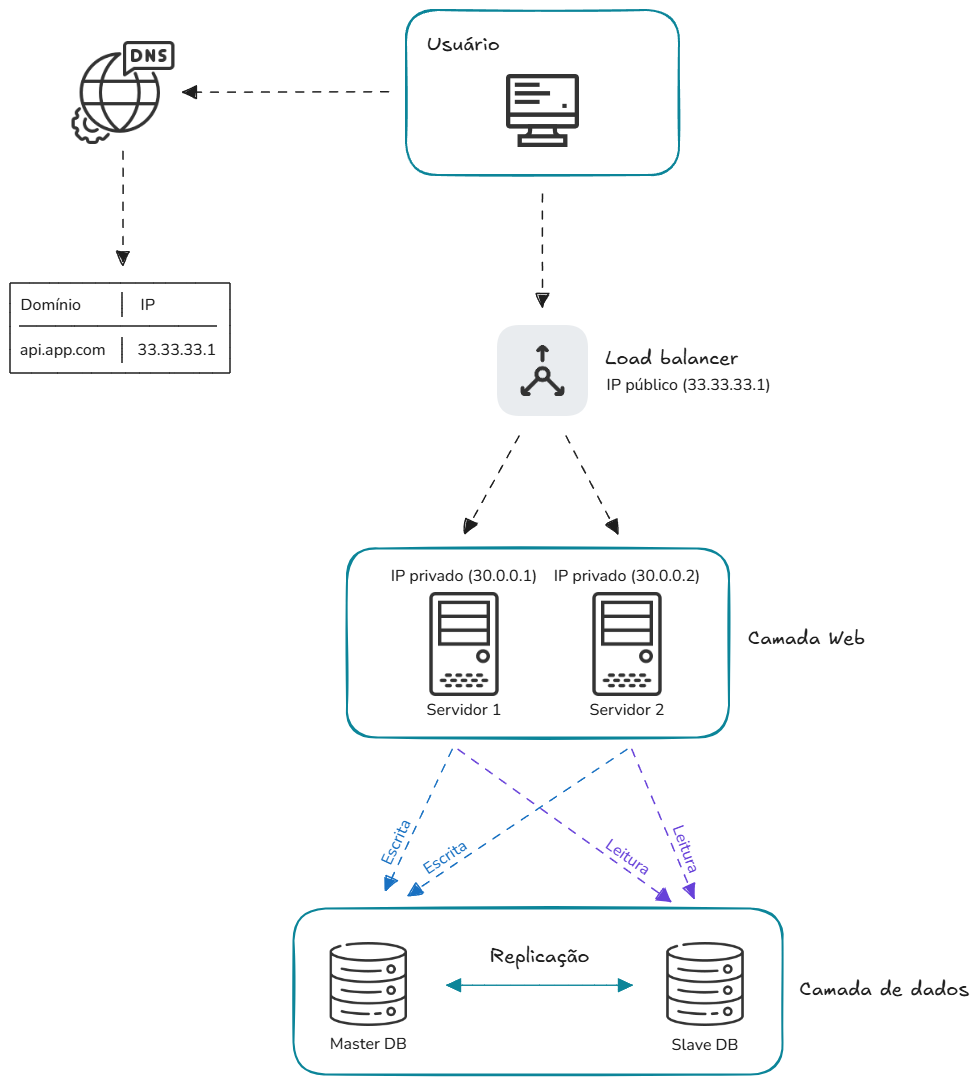 DNS
Usuário
Domínio | IP
api.app.com | 33.33.33.1
Load balancer
IP público (33.33.33.1)
IP privado (30.0.0.1) IP privado (30.0.0.2)
Servidor 1 Servidor 2
Camada Web
Escrita
Escrita
Leitura
Leitura
Replicação
Master DB
Slave DB
Camada de dados